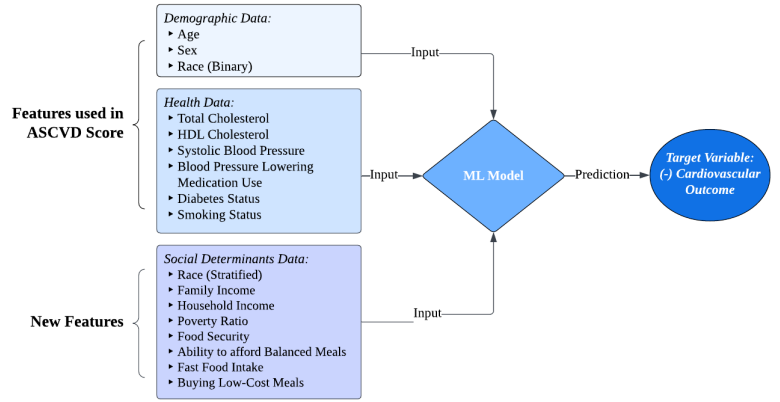 Features used in
ASCVD Score
Demographic Data:
‣ Age
‣ Sex
‣ Race (Binary)
Health Data:
‣ Total Cholesterol
‣ HDL Cholesterol
‣ Systolic Blood Pressure
‣ Blood Pressure Lowering
Medication Use
‣ Diabetes Status
‣ Smoking Status
New Features
Social Determinants Data:
‣ Race (Stratified)
‣ Family Income
‣ Household Income
‣ Poverty Ratio
‣ Food Security
‣ Ability to afford Balanced Meals
‣ Fast Food Intake
‣ Buying Low-Cost Meals
Input
Input
Input
ML Model
Prediction
Target Variable:
(-) Cardiovascular
Outcome